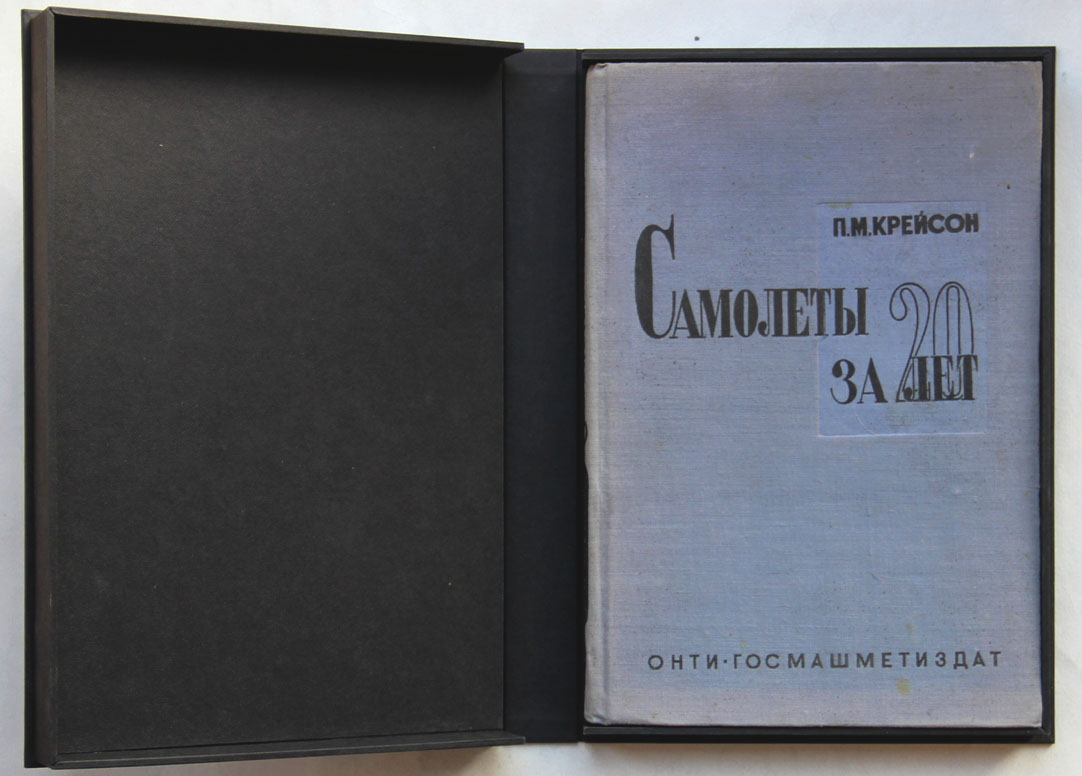 П.М.КРЕЙСОН
САМОЛЕТЫ
ЗА 20 ЛЕТ
ОНТИ·ГОСМАШМЕТИЗДАТ